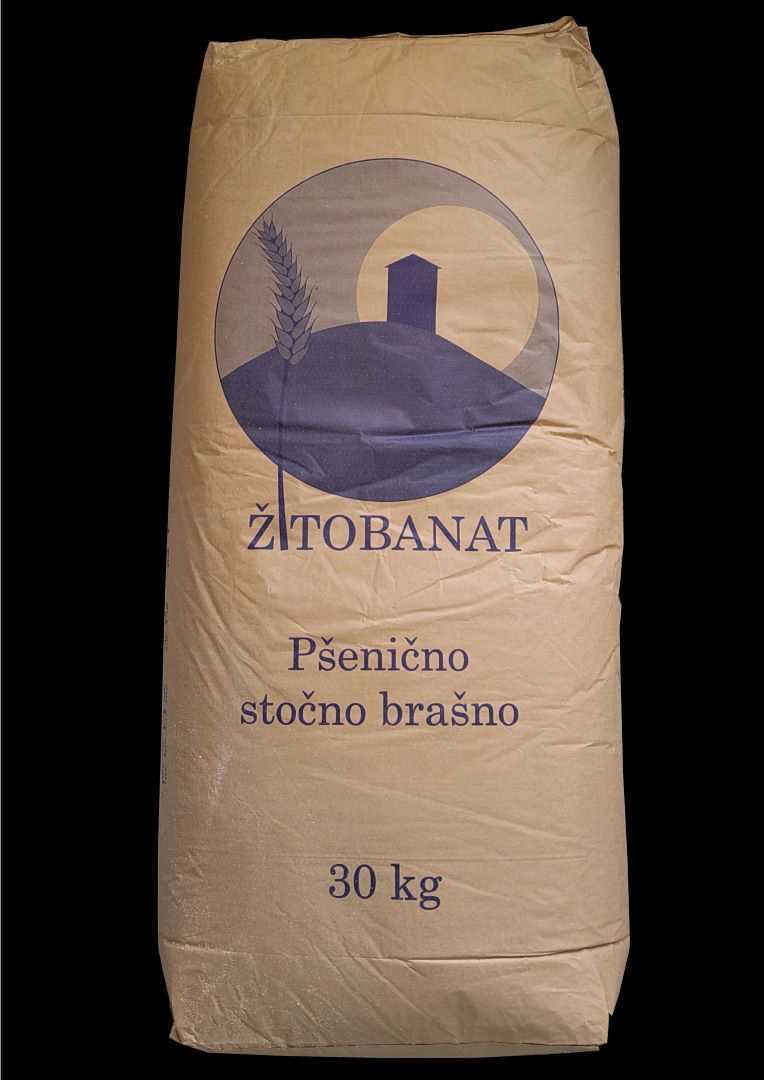 ŽITOBANAT
Pšenično
stočno brašno
30 kg